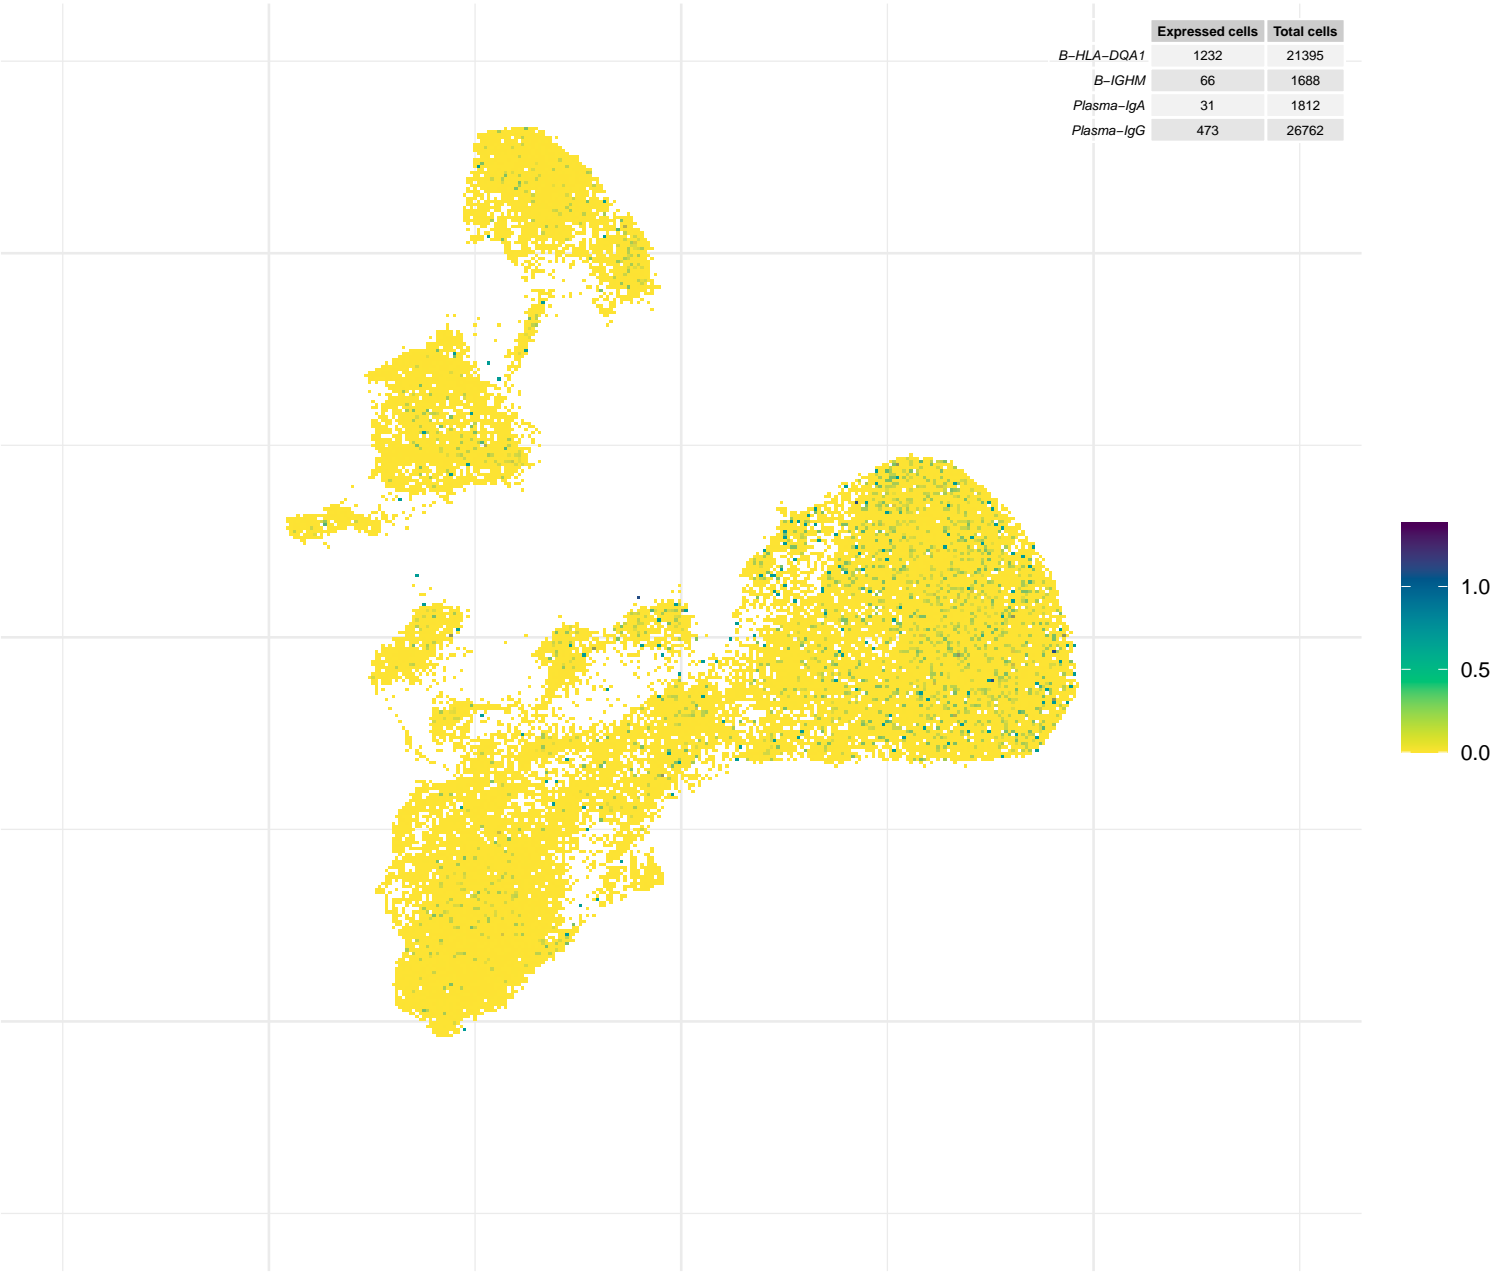 Expressed cells Total cells
B−HLA−DQA1 1232 21395
B−IGHM 66 1688
Plasma−IgA 31 1812
Plasma−IgG 473 26762
1.0
0.5
0.0